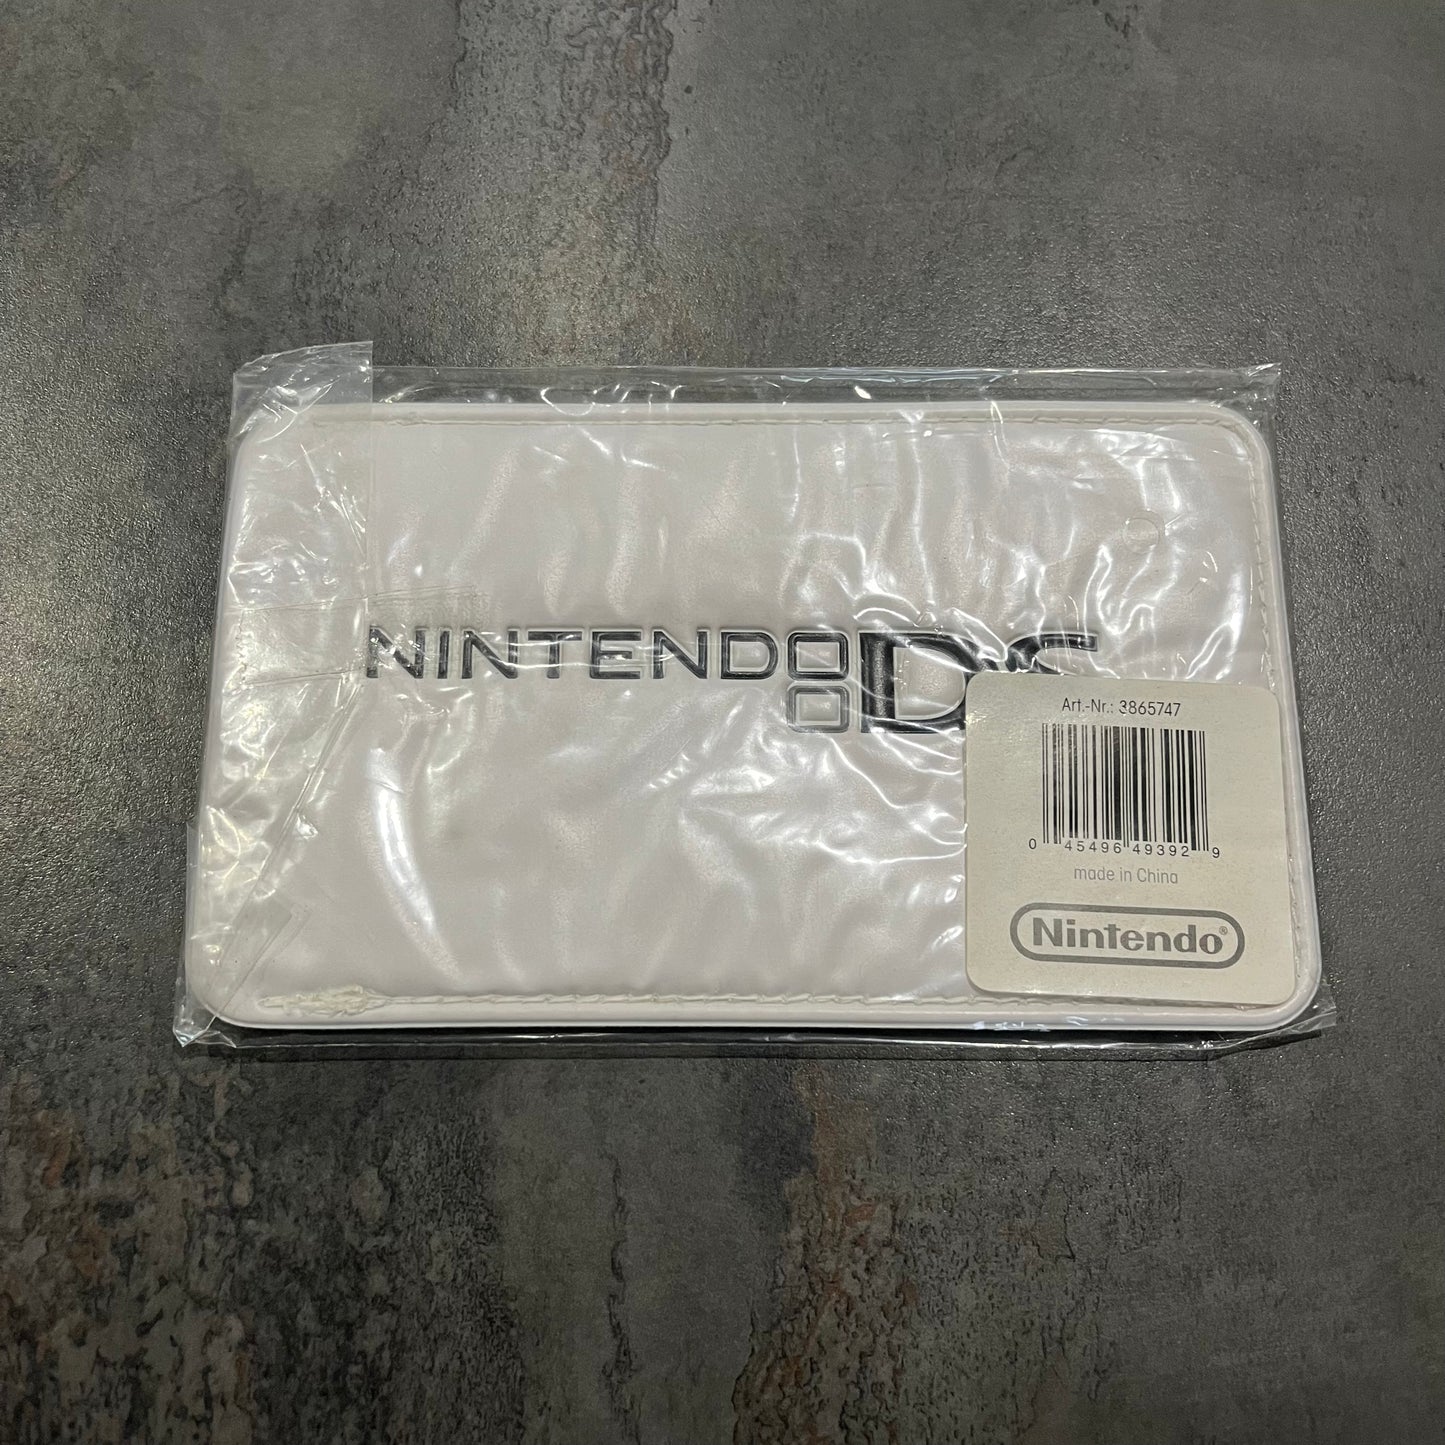 NINTENDO DS
Art.-Nr.: 3865747
0 45496 49392 9
made in China
Nintendo®